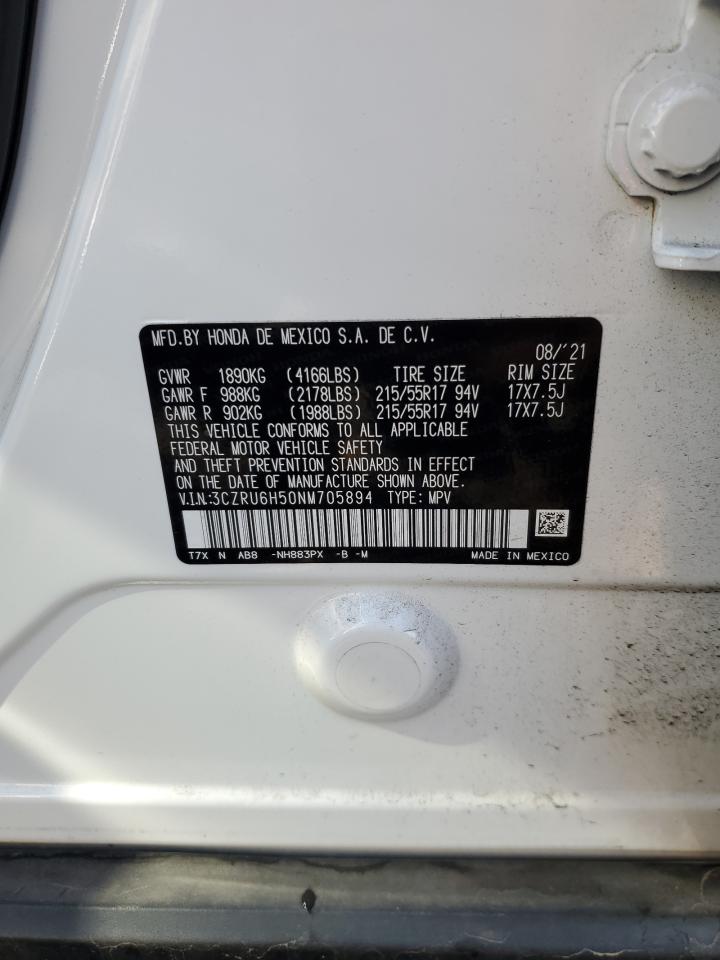 MFD.BY HONDA DE MEXICO S.A. DE C.V.
08/'21
GVWR 1890KG (4166LBS) TIRE SIZE RIM SIZE
GAWR F 988KG (2178LBS) 215/55R17 94V 17X7.5J
GAWR R 902KG (1988LBS) 215/55R17 94V 17X7.5J
THIS VEHICLE CONFORMS TO ALL APPLICABLE
FEDERAL MOTOR VEHICLE SAFETY
AND THEFT PREVENTION STANDARDS IN EFFECT
ON THE DATE OF MANUFACTURE SHOWN ABOVE.
V.I.N:3CZRU6H50NM705894 TYPE: MPV
T7X N AB8 -NH883PX -B -M MADE IN MEXICO